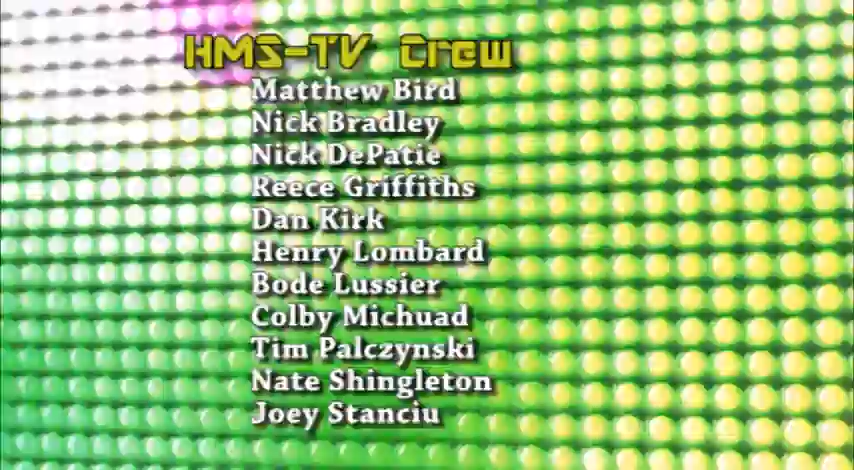 HMS-TV Crew
Matthew Bird
Nick Bradley
Nick DePatie
Reece Griffiths
Dan Kirk
Henry Lombard
Bode Lussier
Colby Michuad
Tim Palczynski
Nate Shingleton
Joey Stanciu